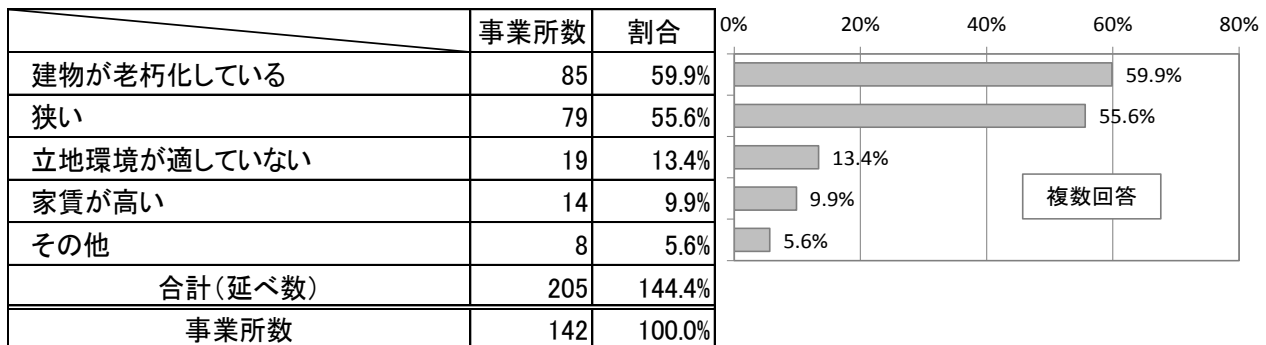 事業所数 割合
建物が老朽化している 85 59.9%
狭い 79 55.6%
立地環境が適していない 19 13.4%
家賃が高い 14 9.9%
その他 8 5.6%
合計(延べ数) 205 144.4%
事業所数 142 100.0%
0% 20% 40% 60% 80%
59.9%
55.6%
13.4%
9.9%
複数回答
5.6%